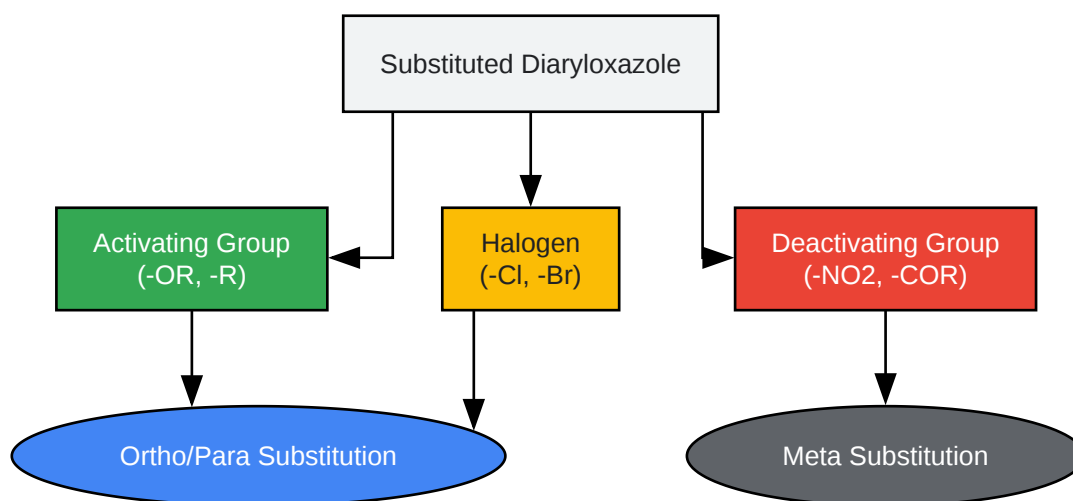 Substituted Diaryloxazole
Activating Group
(-OR, -R)
Halogen
(-Cl, -Br)
Deactivating Group
(-NO2, -COR)
Ortho/Para Substitution
Meta Substitution